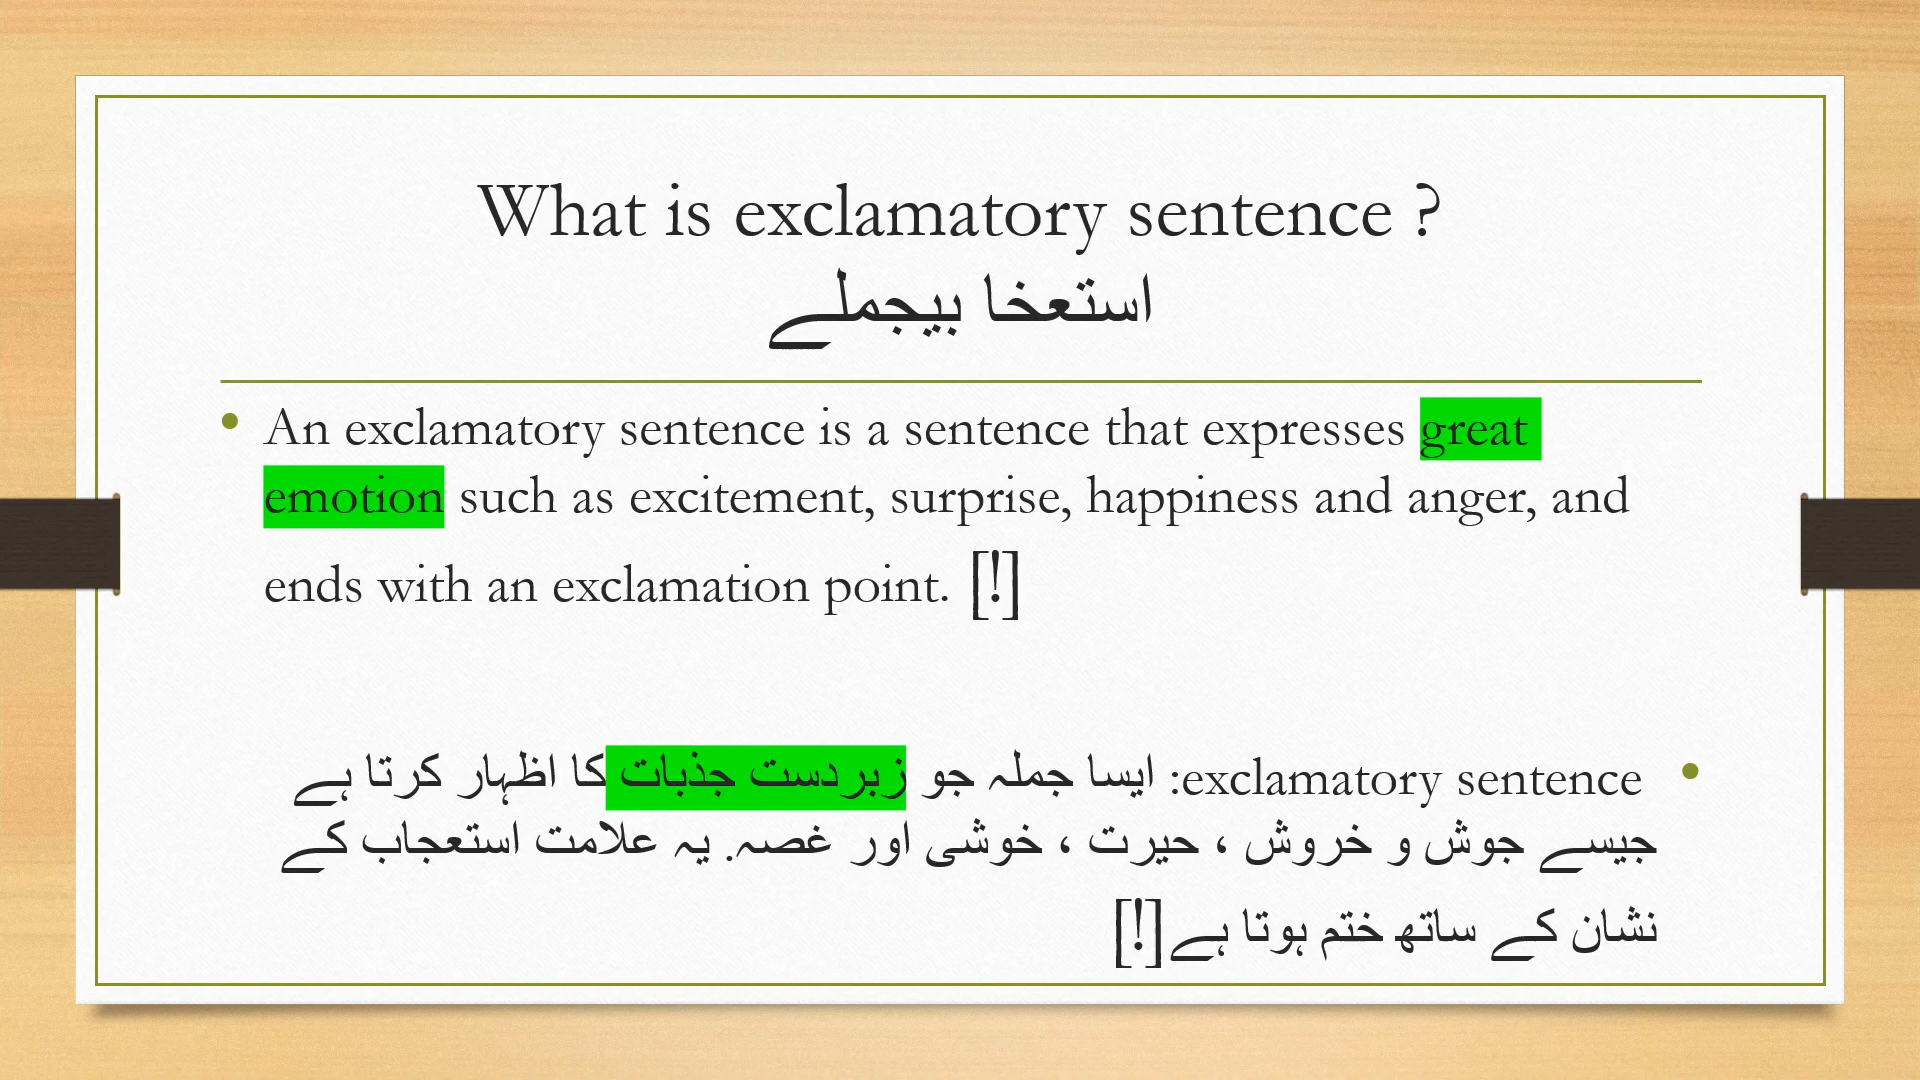 What is exclamatory sentence ?
استعخا بیجملے
• An exclamatory sentence is a sentence that expresses great
emotion such as excitement, surprise, happiness and anger, and
ends with an exclamation point. [!]
• exclamatory sentence: ایسا جملہ جو زبردست جذبات کا اظہار کرتا ہے
جیسے جوش و خروش ، حیرت ، خوشی اور غصہ. یہ علامت استعجاب کے
نشان کے ساتھ ختم ہوتا ہے[!]